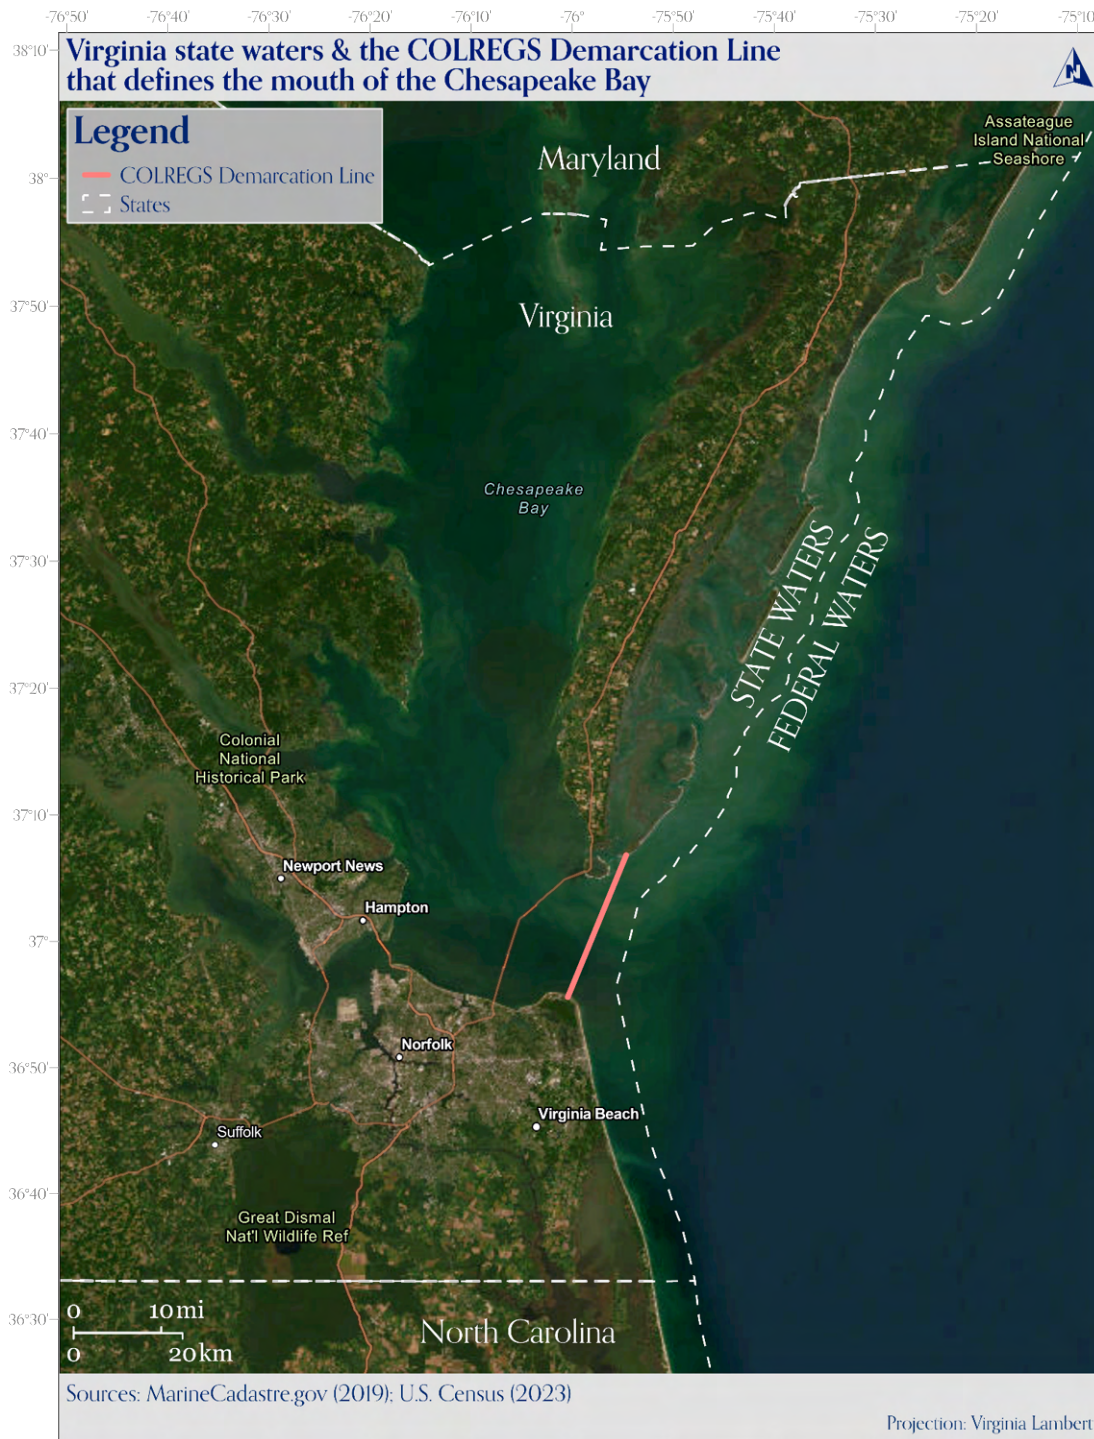 -76°50' -76°40' -76°30' -76°20' -76°10' -76° -75°50' -75°40' -75°30' -75°20' -75°10'
38°10'
Virginia state waters & the COLREGS Demarcation Line
that defines the mouth of the Chesapeake Bay
N
Legend
COLREGS Demarcation Line
States
Assateague
Island National
Seashore
Maryland
38°
Virginia
37°50'
37°40'
Chesapeake
Bay
37°30'
STATE WATERS
FEDERAL WATERS
37°20'
Colonial
National
Historical Park
37°10'
Newport News
Hampton
37°
Norfolk
36°50'
Virginia Beach
Suffolk
36°40'
Great Dismal
Nat'l Wildlife Ref
36°30'
0 10 mi
0 20 km
North Carolina
Sources: MarineCadastre.gov (2019); U.S. Census (2023)
Projection: Virginia Lambert